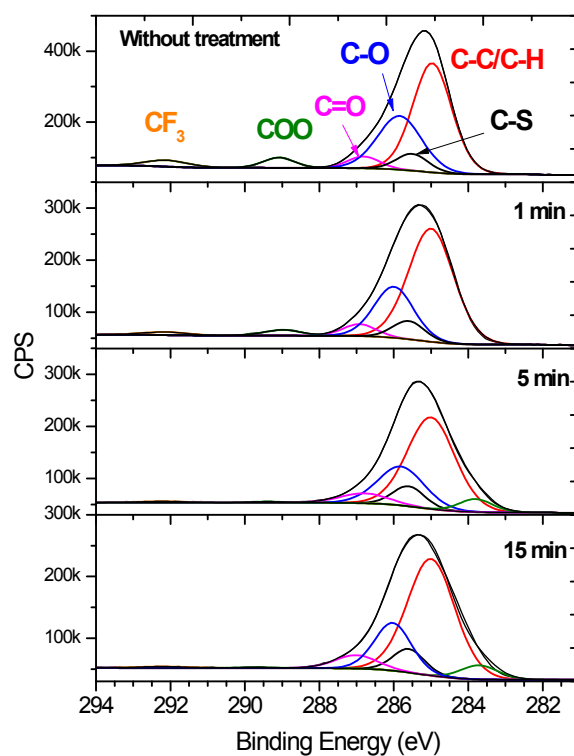 Without treatment
C-O
C-C/C-H
C=O
CF3
COO
C-S
400k
200k
1 min
300k
200k
100k
5 min
300k
200k
100k
15 min
300k
200k
100k
CPS
294 292 290 288 286 284 282
Binding Energy (eV)